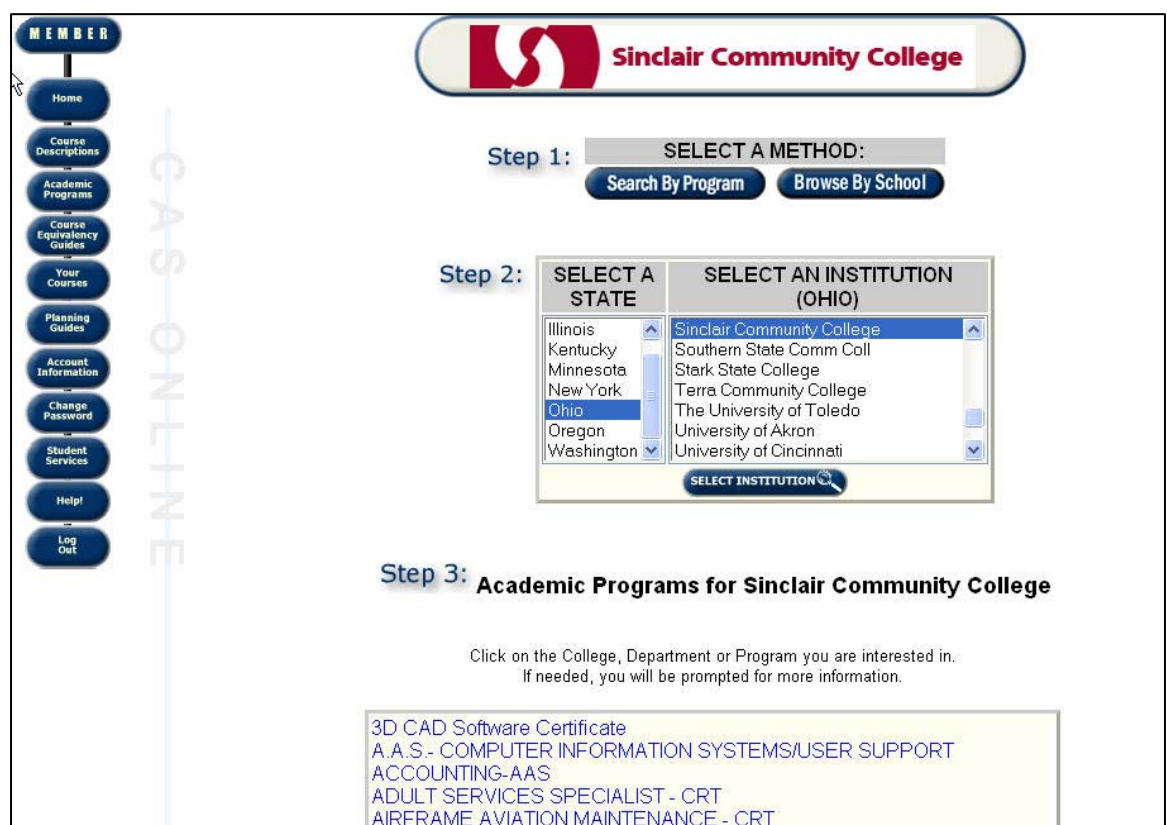 MEMBER
Home
Course
Descriptions
Academic
Programs
Course
Equivalency
Guides
Your
Courses
Planning
Guides
Account
Information
Change
Password
Student
Services
Help!
Log
Out
CAS ONLINE
Sinclair Community College
Step 1:
SELECT A METHOD:
Search By Program
Browse By School
Step 2:
SELECT A
STATE
Illinois
Kentucky
Minnesota
New York
Ohio
Oregon
Washington
SELECT AN INSTITUTION
(OHIO)
Sinclair Community College
Southern State Comm Coll
Stark State College
Terra Community College
The University of Toledo
University of Akron
University of Cincinnati
SELECT INSTITUTION
Step 3:
Academic Programs for Sinclair Community College
Click on the College, Department or Program you are interested in.
If needed, you will be prompted for more information.
3D CAD Software Certificate
A.A.S.- COMPUTER INFORMATION SYSTEMS/USER SUPPORT
ACCOUNTING-AAS
ADULT SERVICES SPECIALIST - CRT
AIRFRAME AVIATION MAINTENANCE - CRT